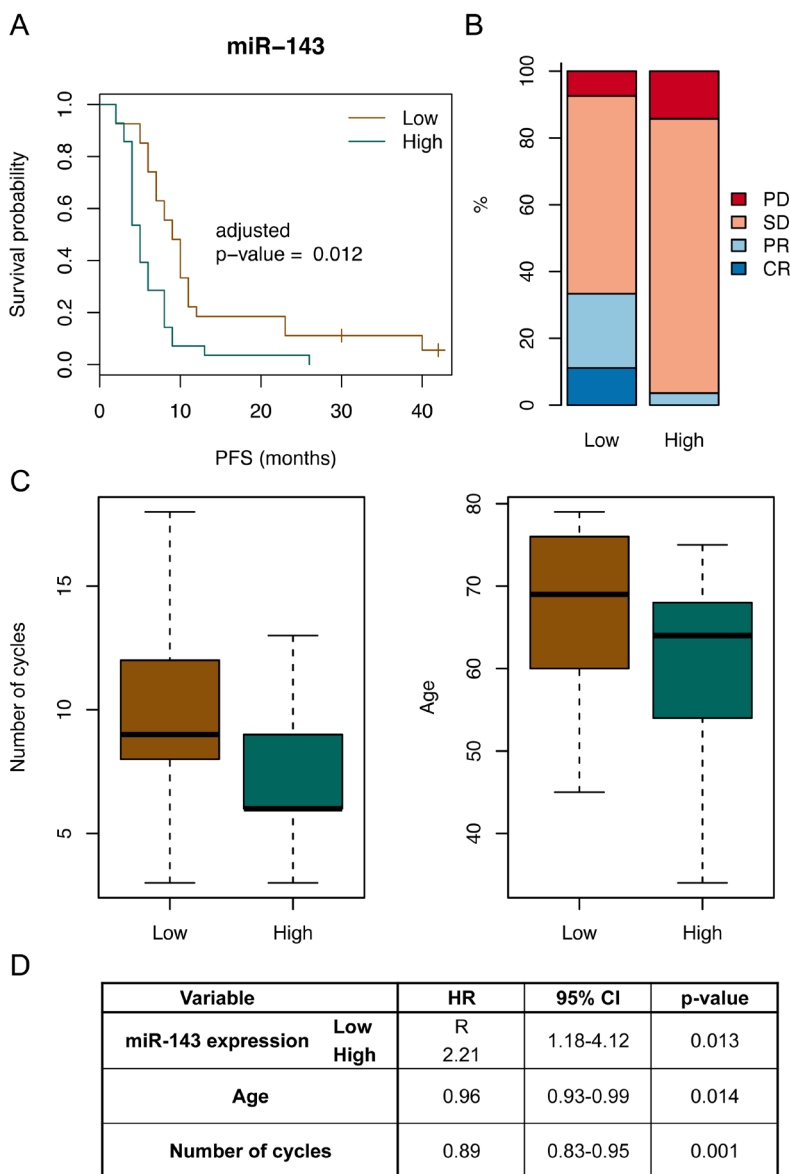 A
miR−143
Survival probability
1.0
0.8
0.6
0.4
0.2
0.0
Low
High
adjusted
p−value = 0.012
0 10 20 30 40
PFS (months)
B
%
100
80
60
40
20
0
PD
SD
PR
CR
Low High
C
Number of cycles
15
10
5
Low High
Age
80
70
60
50
40
Low High
D
Variable HR 95% CI p-value
miR-143 expression Low R 1.18-4.12 0.013
High 2.21
Age 0.96 0.93-0.99 0.014
Number of cycles 0.89 0.83-0.95 0.001